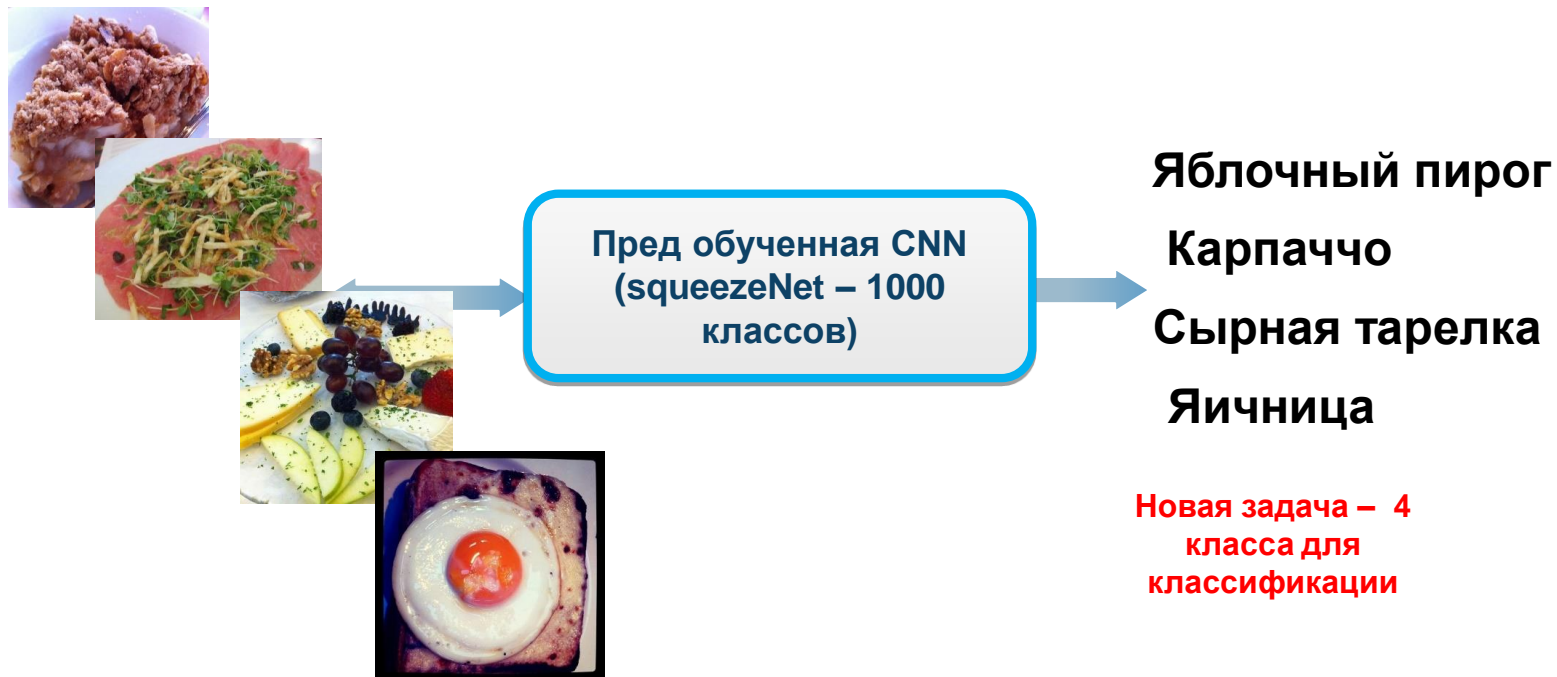 Пред обученная CNN
(squeezeNet – 1000
классов)
Яблочный пирог
Карпаччо
Сырная тарелка
Яичница
Новая задача – 4
класса для
классификации